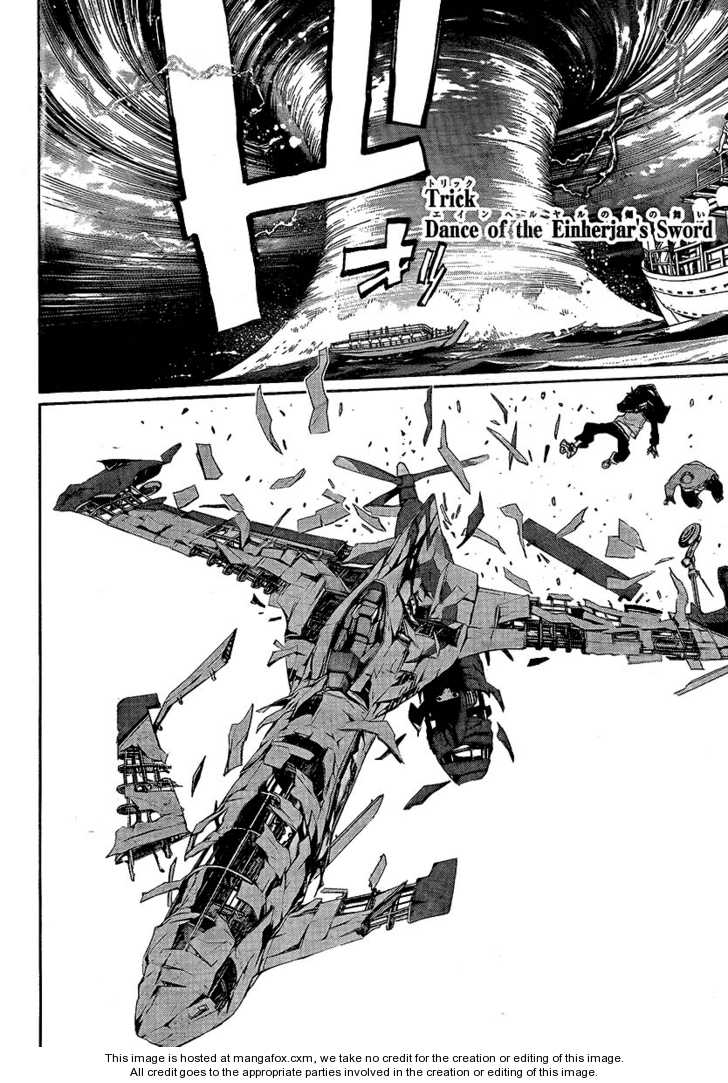 トリック
Trick
エインヘルヤルの剣の舞い
Dance of the Einherjar's Sword
This image is hosted at mangafox.cxm, we take no credit for the creation or editing of this image.
All credit goes to the appropriate parties involved in the creation or editing of this image.